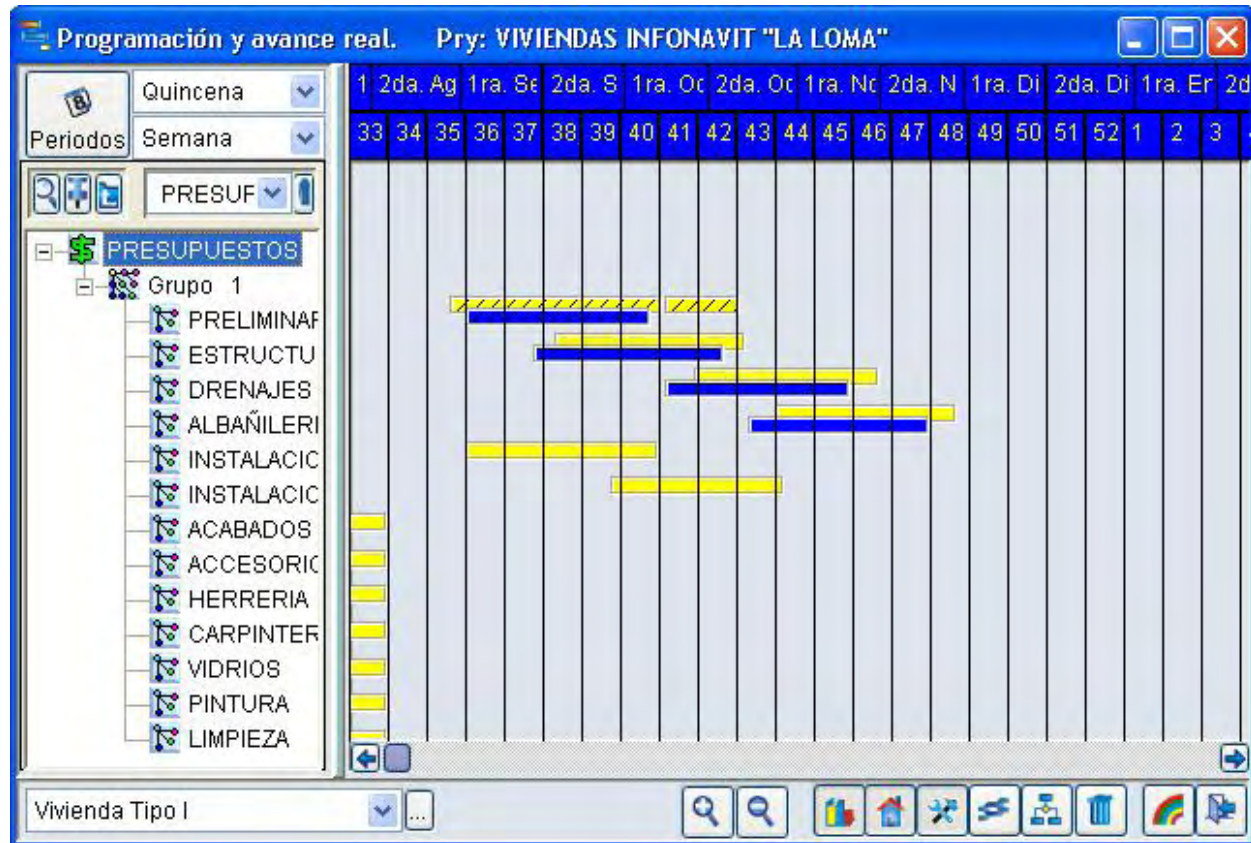 Programación y avance real. Pry: VIVIENDAS INFONAVIT "LA LOMA"
Periodos
Quincena
Semana
1 2da. Ag 1ra. Se 2da. S 1ra. Oc 2da. Oc 1ra. Nc 2da. N 1ra. Di 2da. Di 1ra. Er 2d
33 34 35 36 37 38 39 40 41 42 43 44 45 46 47 48 49 50 51 52 1 2 3
PRESUF
PRESUPUESTOS
Grupo 1
PRELIMINAF
ESTRUCTU
DRENAJES
ALBAÑILERI
INSTALACIC
INSTALACIC
ACABADOS
ACCESORIC
HERRERIA
CARPINTER
VIDRIOS
PINTURA
LIMPIEZA
Vivienda Tipo I
...